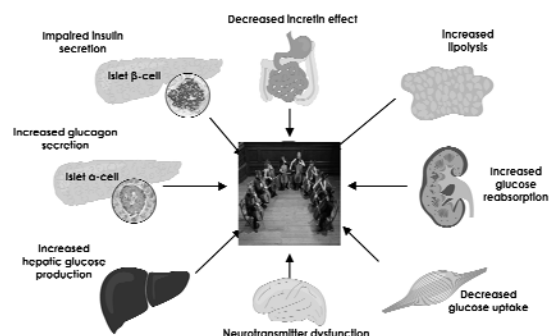 Decreased incretin effect
Impaired insulin
secretion
Islet β-cell
Increased
lipolysis
Increased glucagon
secretion
Islet α-cell
Increased
glucose
reabsorption
Increased
hepatic glucose
production
Decreased
glucose uptake
Neurotransmitter dysfunction